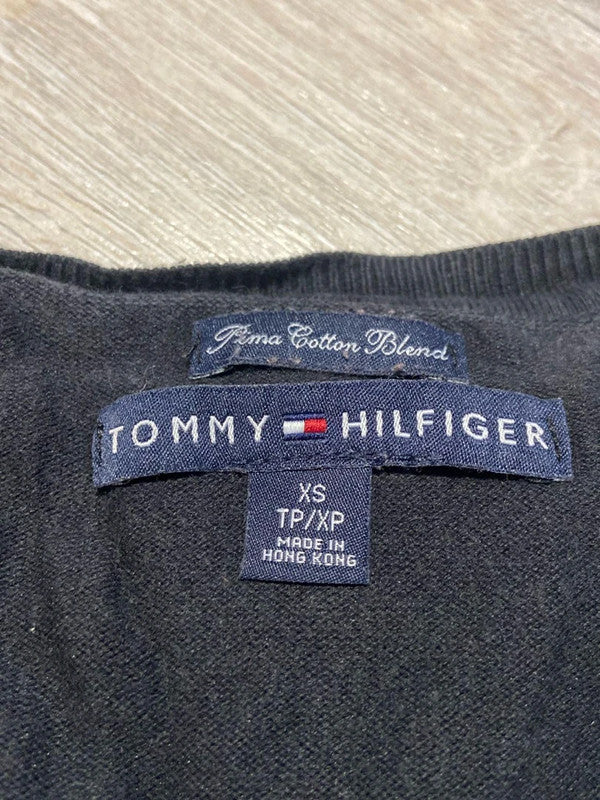 Pima Cotton Blend
TOMMY HILFIGER
XS
TP/XP
MADE IN
HONG KONG